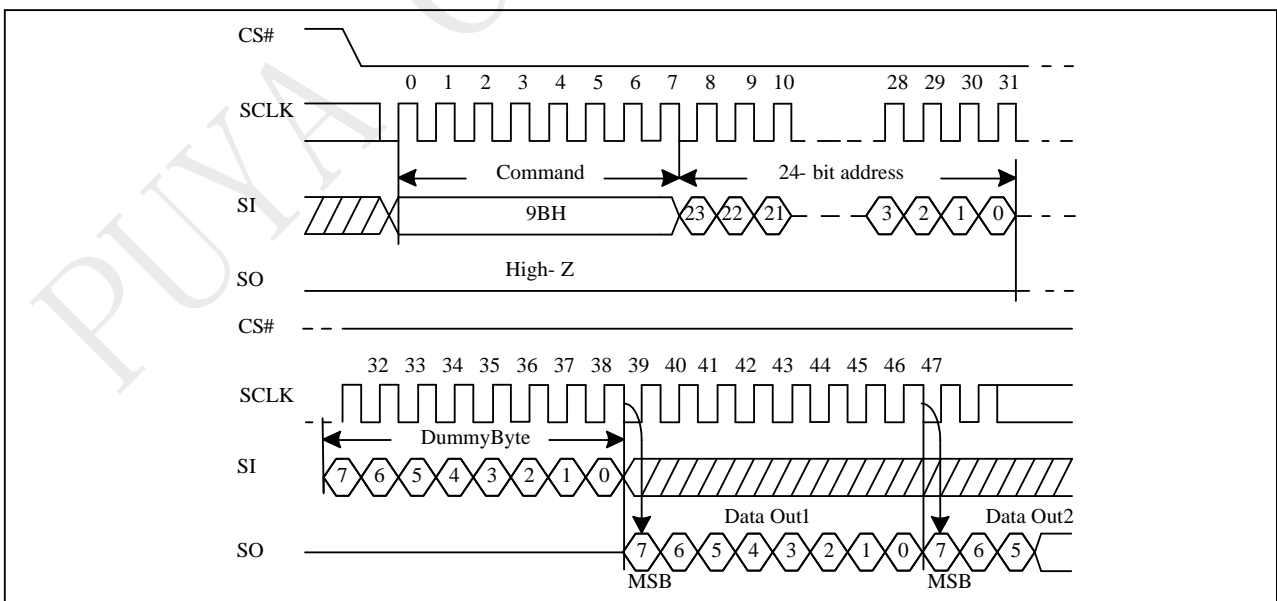 PUYA
CS#
0 1 2 3 4 5 6 7 8 9 10 28 29 30 31
SCLK
Command 24- bit address
SI 9BH 23 22 21 3 2 1 0
High- Z
SO
CS#
32 33 34 35 36 37 38 39 40 41 42 43 44 45 46 47
SCLK
DummyByte
SI 7 6 5 4 3 2 1 0
Data Out1 Data Out2
SO 7 6 5 4 3 2 1 0 7 6 5
MSB MSB